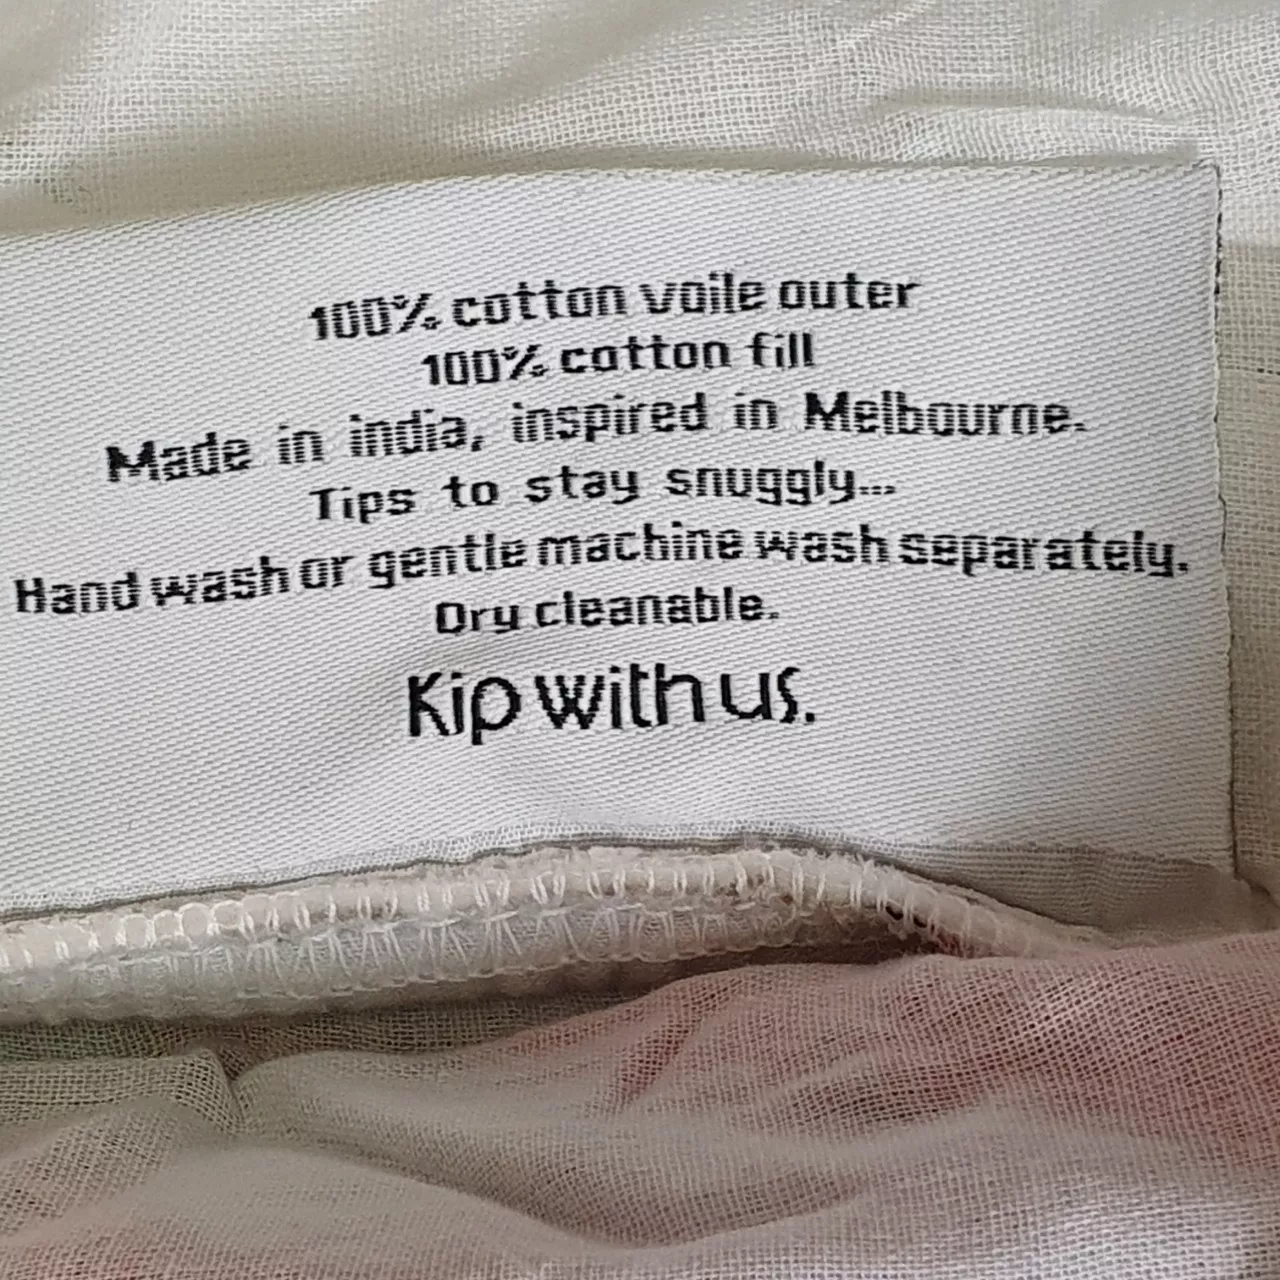 100% cotton voile outer
100% cotton fill
Made in india, inspired in Melbourne.
Tips to stay snuggly...
Hand wash or gentle machine wash separately.
Dry cleanable.
Kip with us.